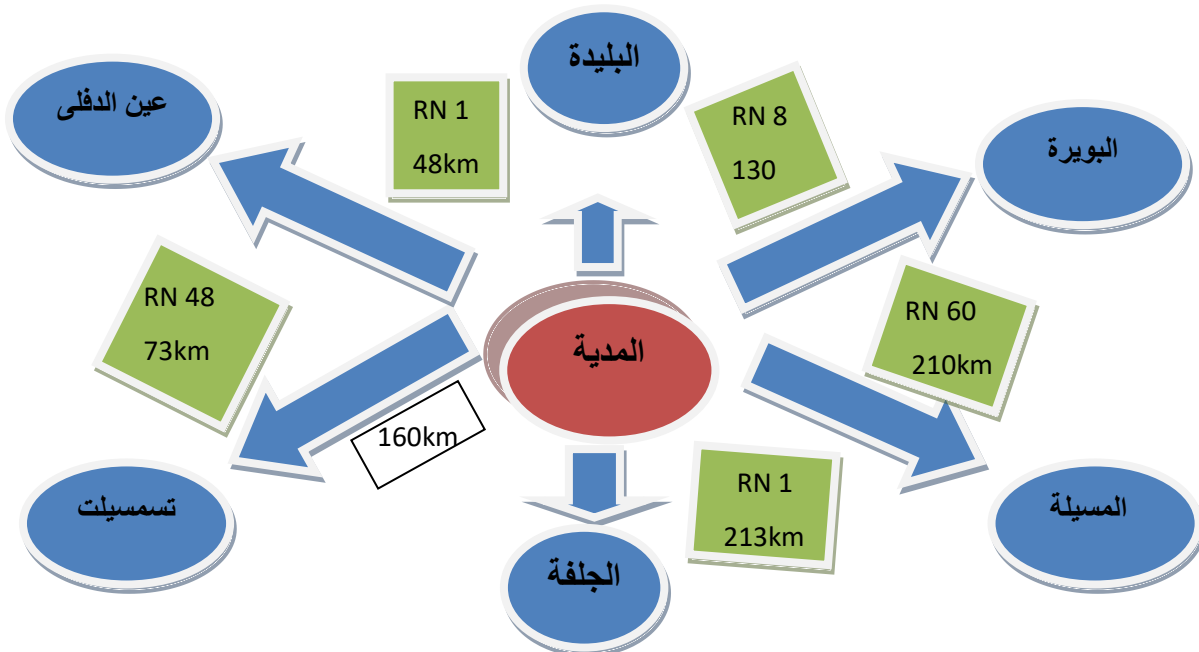 البليدة
عين الدفلى
RN 1
48km
RN 8
130
البويرة
RN 48
73km
المدية
RN 60
210km
160km
تسمسيلت
RN 1
213km
المسيلة
الجلفة